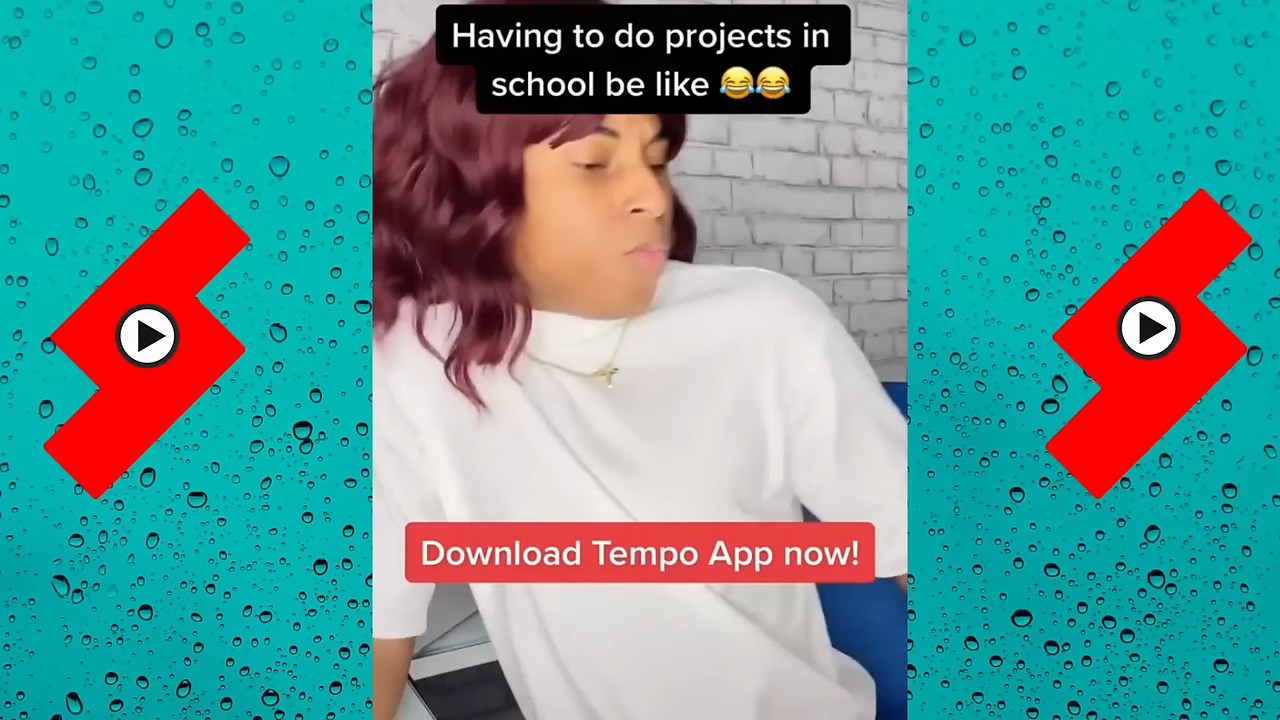 Having to do projects in
school be like 😂😂
Download Tempo App now!